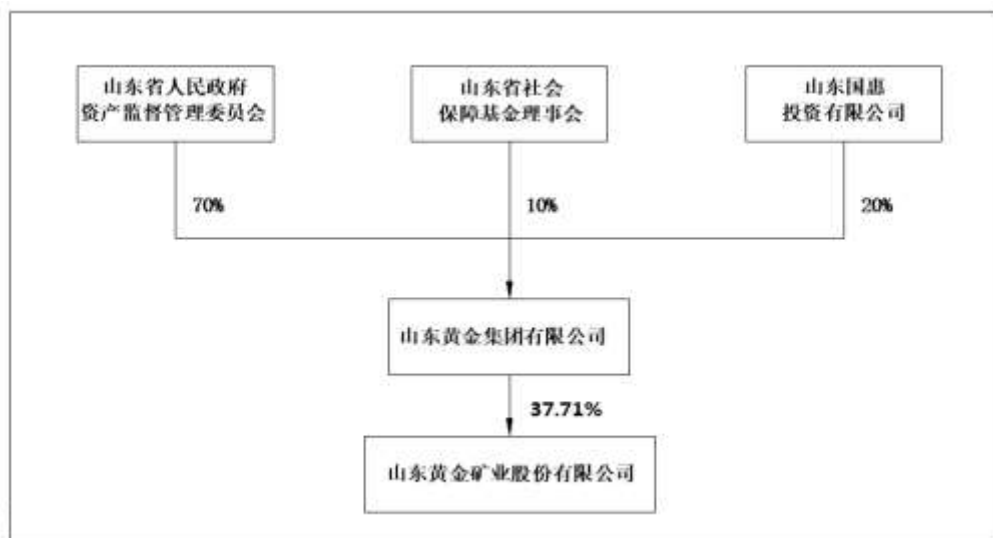 山东省人民政府
资产监督管理委员会
山东省社会
保障基金理事会
山东国惠
投资有限公司
70%
10%
20%
山东黄金集团有限公司
37.71%
山东黄金矿业股份有限公司